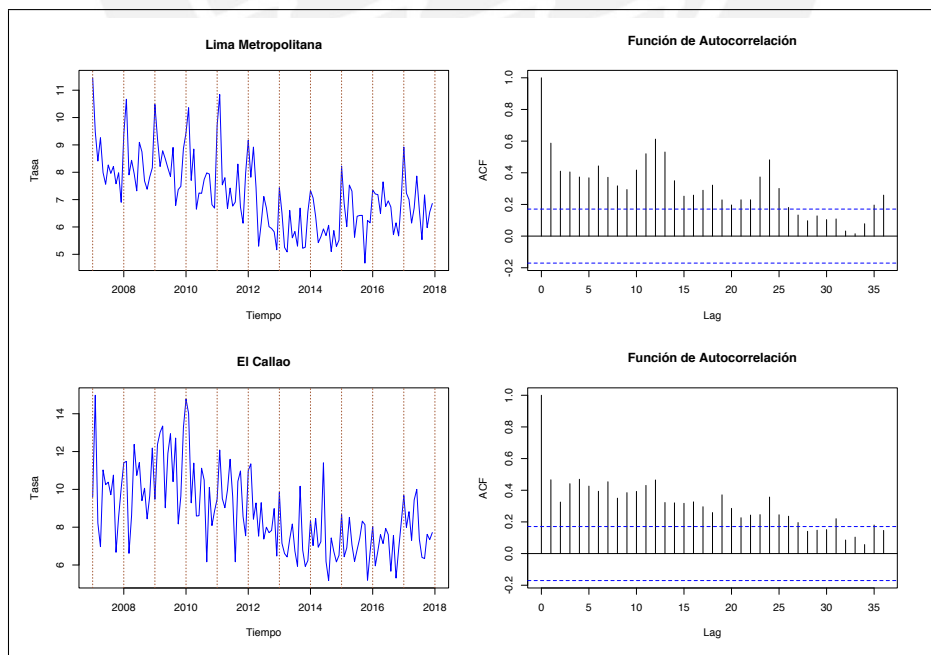 Lima Metropolitana
Tasa
11
10
9
8
7
6
5
2008 2010 2012 2014 2016 2018
Tiempo
Función de Autocorrelación
ACF
1.0
0.8
0.6
0.4
0.2
0.0
-0.2
0 5 10 15 20 25 30 35
Lag
El Callao
Tasa
14
12
10
8
6
2008 2010 2012 2014 2016 2018
Tiempo
Función de Autocorrelación
ACF
1.0
0.8
0.6
0.4
0.2
0.0
-0.2
0 5 10 15 20 25 30 35
Lag